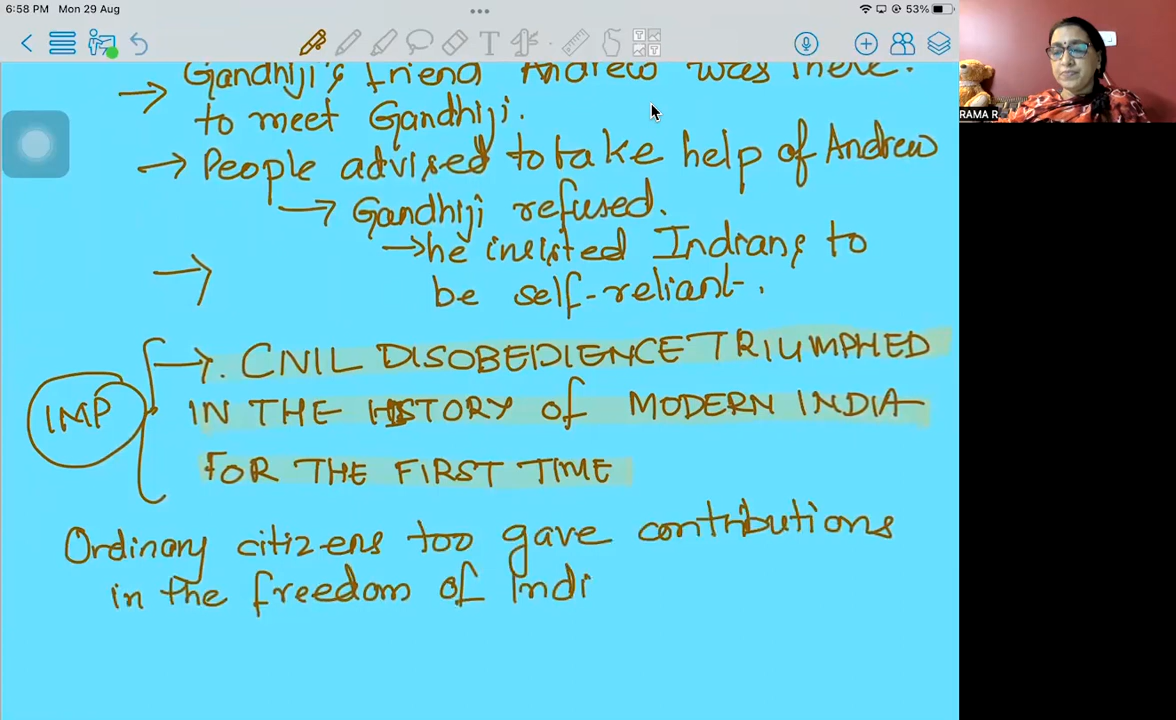 6:58 PM Mon 29 Aug
53%
Gandhiji's friend Andrew was there.
to meet Gandhiji.
RAMA R
→ People advised to take help of Andrew
→ Gandhiji refused.
→ he insisted Indians to
be self-reliant.
IMP
→. CIVIL DISOBEDIENCE TRIUMPHED
IN THE HISTORY of MODERN INDIA
FOR THE FIRST TIME
Ordinary citizens too gave contributions
in the freedom of Indi